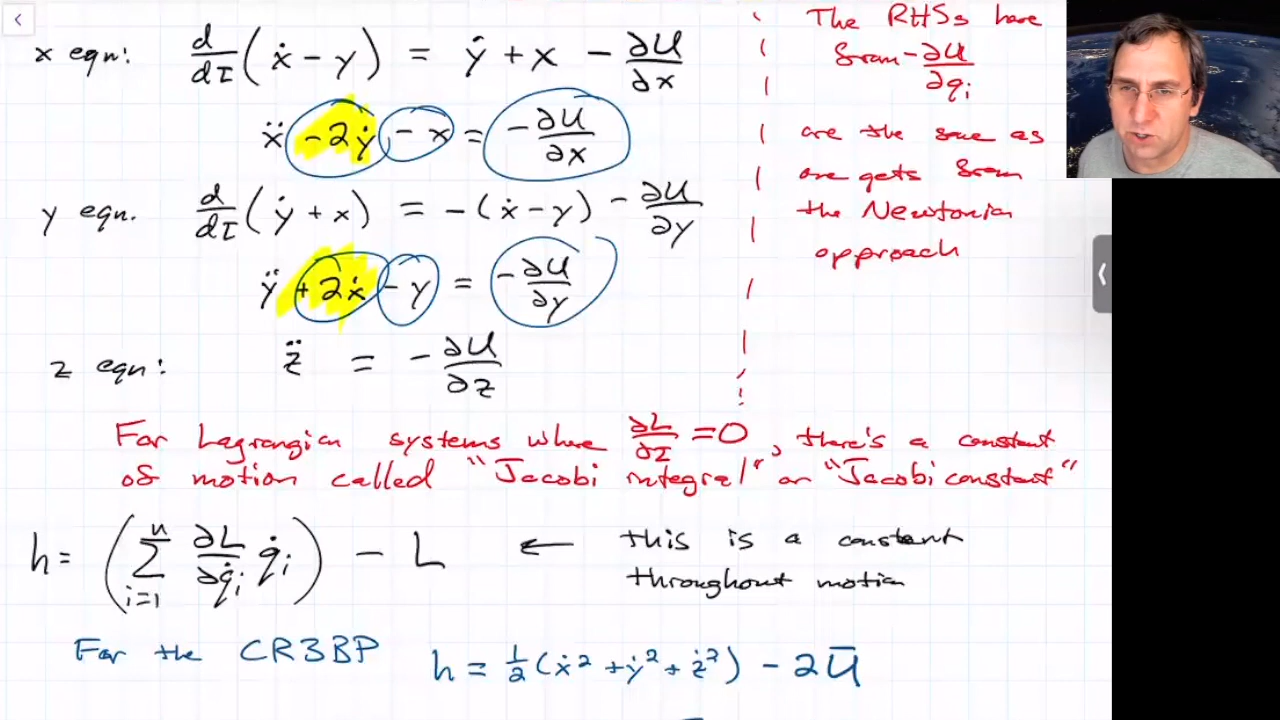 x eqn: d/dτ(ẋ - y) = ẏ + x - ∂U/∂x
ẍ - 2ẏ - x = -∂U/∂x
y eqn. d/dτ(ẏ + x) = -(ẋ - y) - ∂U/∂y
ÿ + 2ẋ - y = -∂U/∂y
z eqn: z̈ = -∂U/∂z
The RHSs have
from -∂U/∂qᵢ
are the same as
one gets from
the Newtonian
approach
For Lagrangian systems where ∂L/∂τ = 0, there's a constant
of motion called "Jacobi integral" or "Jacobi constant"
h = (∑ᵢ₌₁ⁿ ∂L/∂q̇ᵢ q̇ᵢ) - L ← this is a constant
throughout motion
For the CR3BP h = ½(ẋ² + ẏ² + ż²) - 2Ū